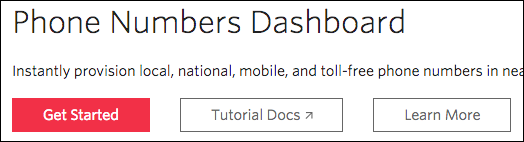 Phone Numbers Dashboard
Instantly provision local, national, mobile, and toll-free phone numbers in
Get Started
Tutorial Docs ↗
Learn More